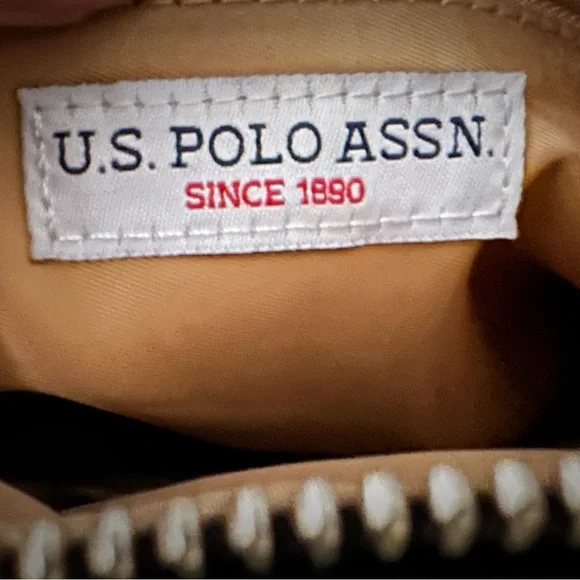 U.S. POLO ASSN.
SINCE 1890